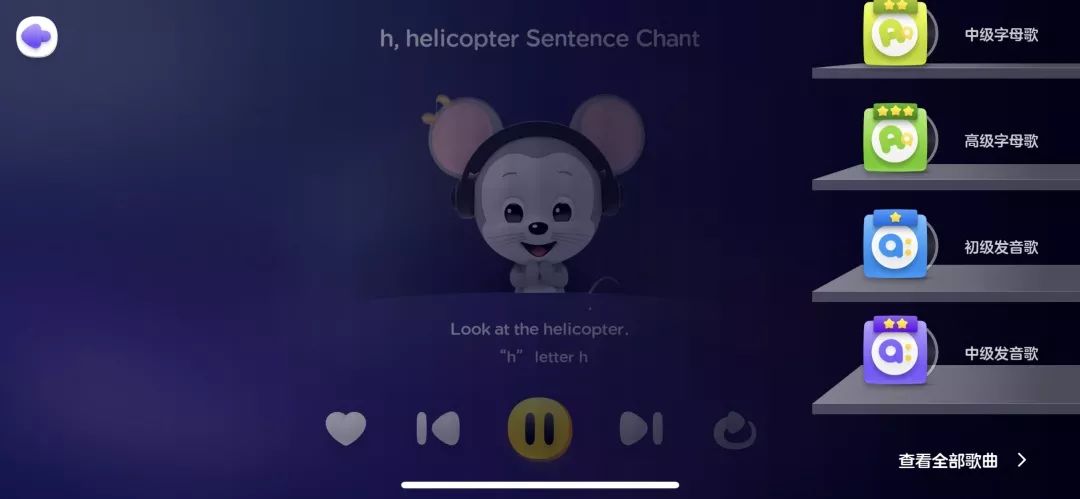 h, helicopter Sentence Chant
Look at the helicopter.
“h” letter h
中级字母歌
高级字母歌
初级发音歌
中级发音歌
查看全部歌曲